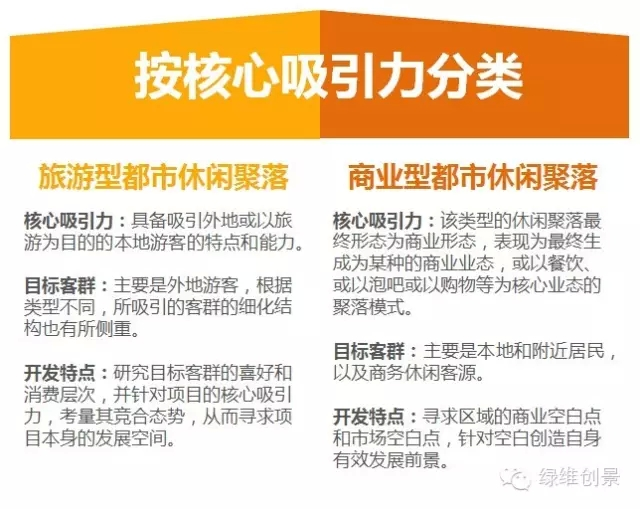 按核心吸引力分类
旅游型都市休闲聚落
核心吸引力：具备吸引外地或以旅
游为目的的本地游客的特点和能力。
目标客群：主要是外地游客，根据
类型不同，所吸引的客群的细化结
构也有所侧重。
开发特点：研究目标客群的喜好和
消费层次，并针对项目的核心吸引
力，考量其竞合态势，从而寻求项
目本身的发展空间。
商业型都市休闲聚落
核心吸引力：该类型的休闲聚落最
终形态为商业形态，表现为最终生
成为某种的商业业态，或以餐饮、
或以泡吧或以购物等为核心业态的
聚落模式。
目标客群：主要是本地和附近居民，
以及商务休闲客源。
开发特点：寻求区域的商业空白点
和市场空白点，针对空白创造自身
有效发展前景。
绿维创景